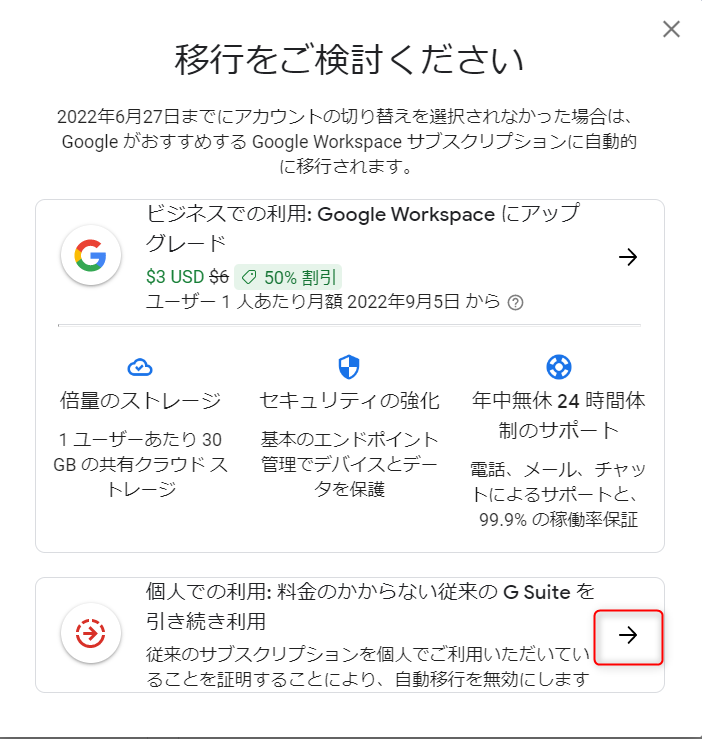 移行をご検討ください
2022年6月27日までにアカウントの切り替えを選択されなかった場合は、
Google がおすすめする Google Workspace サブスクリプションに自動的
に移行されます。
ビジネスでの利用: Google Workspace にアップ
グレード
$3 USD $6 50% 割引
ユーザー 1 人あたり月額 2022年9月5日 から
倍量のストレージ
1 ユーザーあたり 30
GB の共有クラウド ス
トレージ
セキュリティの強化
基本のエンドポイント
管理でデバイスとデー
タを保護
年中無休 24 時間体
制のサポート
電話、メール、チャッ
トによるサポートと、
99.9% の稼働率保証
個人での利用: 料金のかからない従来の G Suite を
引き続き利用
従来のサブスクリプションを個人でご利用いただいてい
ることを証明することにより、自動移行を無効にします